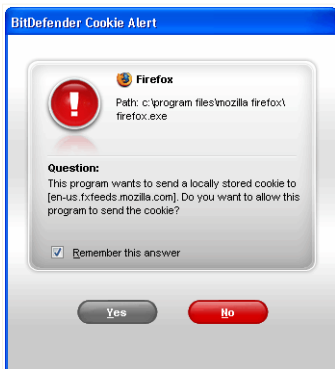 BitDefender Cookie Alert
Firefox
Path: c:\program files\mozilla firefox\
firefox.exe
Question:
This program wants to send a locally stored cookie to
[en-us.fxfeeds.mozilla.com]. Do you want to allow this
program to send the cookie?
Remember this answer
Yes
No